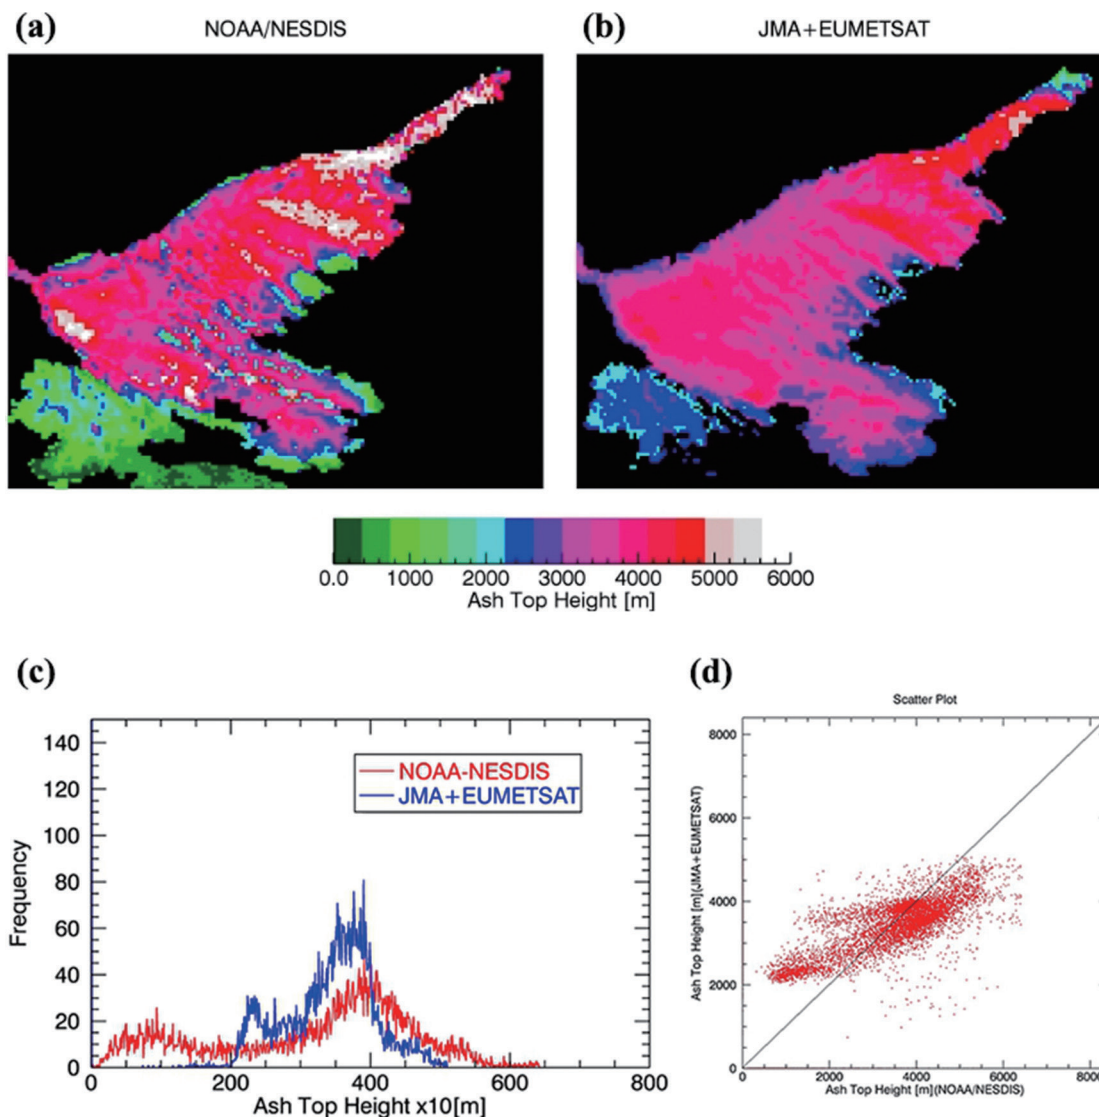 (a) NOAA/NESDIS
(b) JMA+EUMETSAT
0.0 1000 2000 3000 4000 5000 6000
Ash Top Height [m]
(c)
140
120
100
80
60
40
20
0
Frequency
NOAA-NESDIS
JMA+EUMETSAT
0 200 400 600 800
Ash Top Height x10[m]
(d)
Scatter Plot
8000
6000
4000
2000
0
Ash Top Height [m](JMA+EUMETSAT)
0 2000 4000 6000 8000
Ash Top Height [m](NOAA/NESDIS)